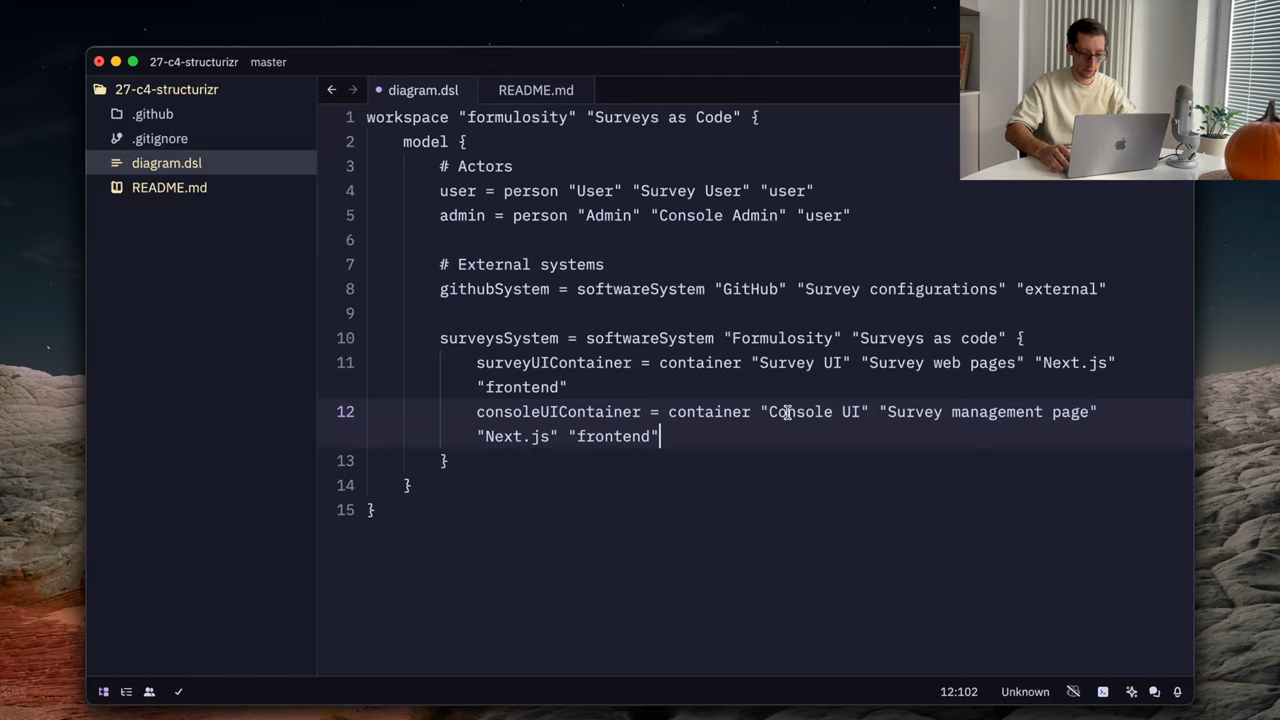 27-c4-structurizr master
27-c4-structurizr
.github
.gitignore
diagram.dsl
README.md
diagram.dsl README.md
1 workspace "formulosity" "Surveys as Code" {
2 model {
3 # Actors
4 user = person "User" "Survey User" "user"
5 admin = person "Admin" "Console Admin" "user"
6
7 # External systems
8 githubSystem = softwareSystem "GitHub" "Survey configurations" "external"
9
10 surveysSystem = softwareSystem "Formulosity" "Surveys as code" {
11 surveyUIContainer = container "Survey UI" "Survey web pages" "Next.js"
"frontend"
12 consoleUIContainer = container "Console UI" "Survey management page"
"Next.js" "frontend"
13 }
14 }
15 }
12:102 Unknown